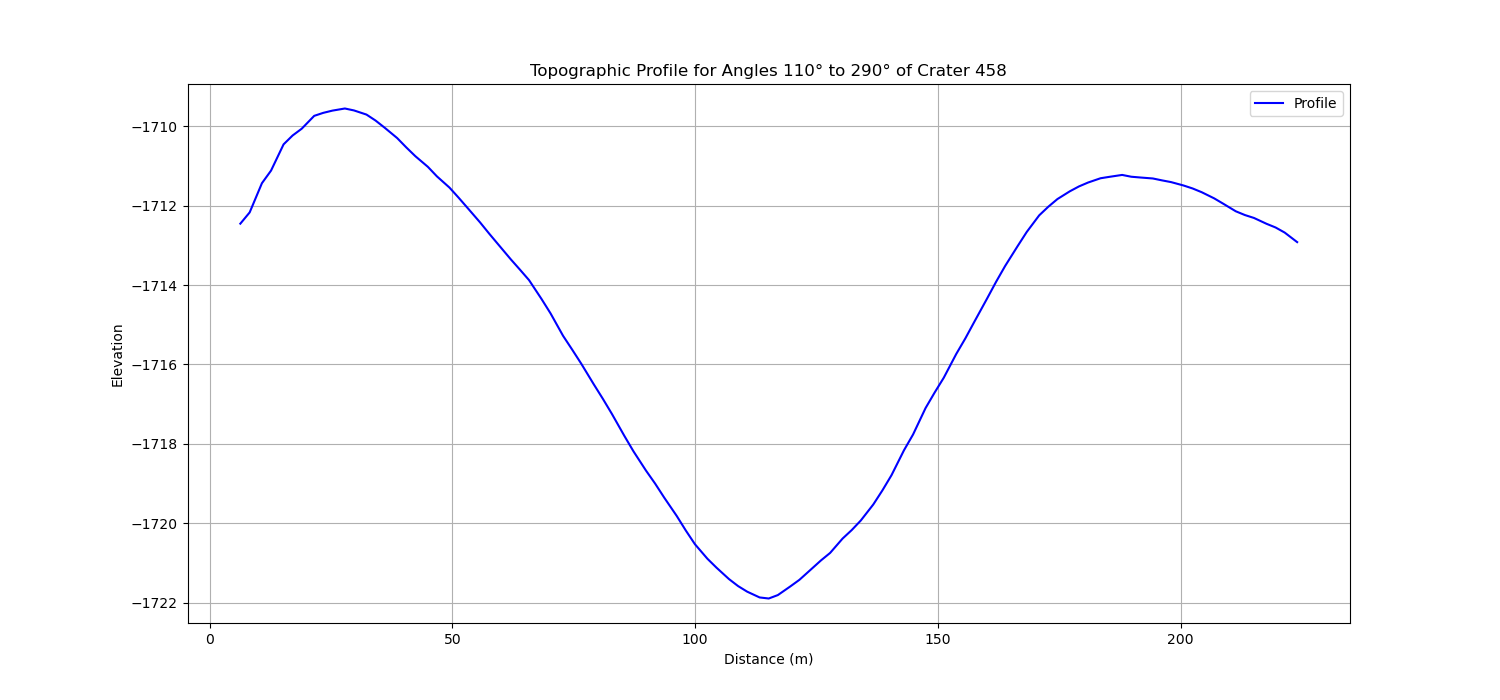 Topographic Profile for Angles 110° to 290° of Crater 458
Profile
−1710
−1712
−1714
−1716
−1718
−1720
−1722
Elevation
0 50 100 150 200
Distance (m)